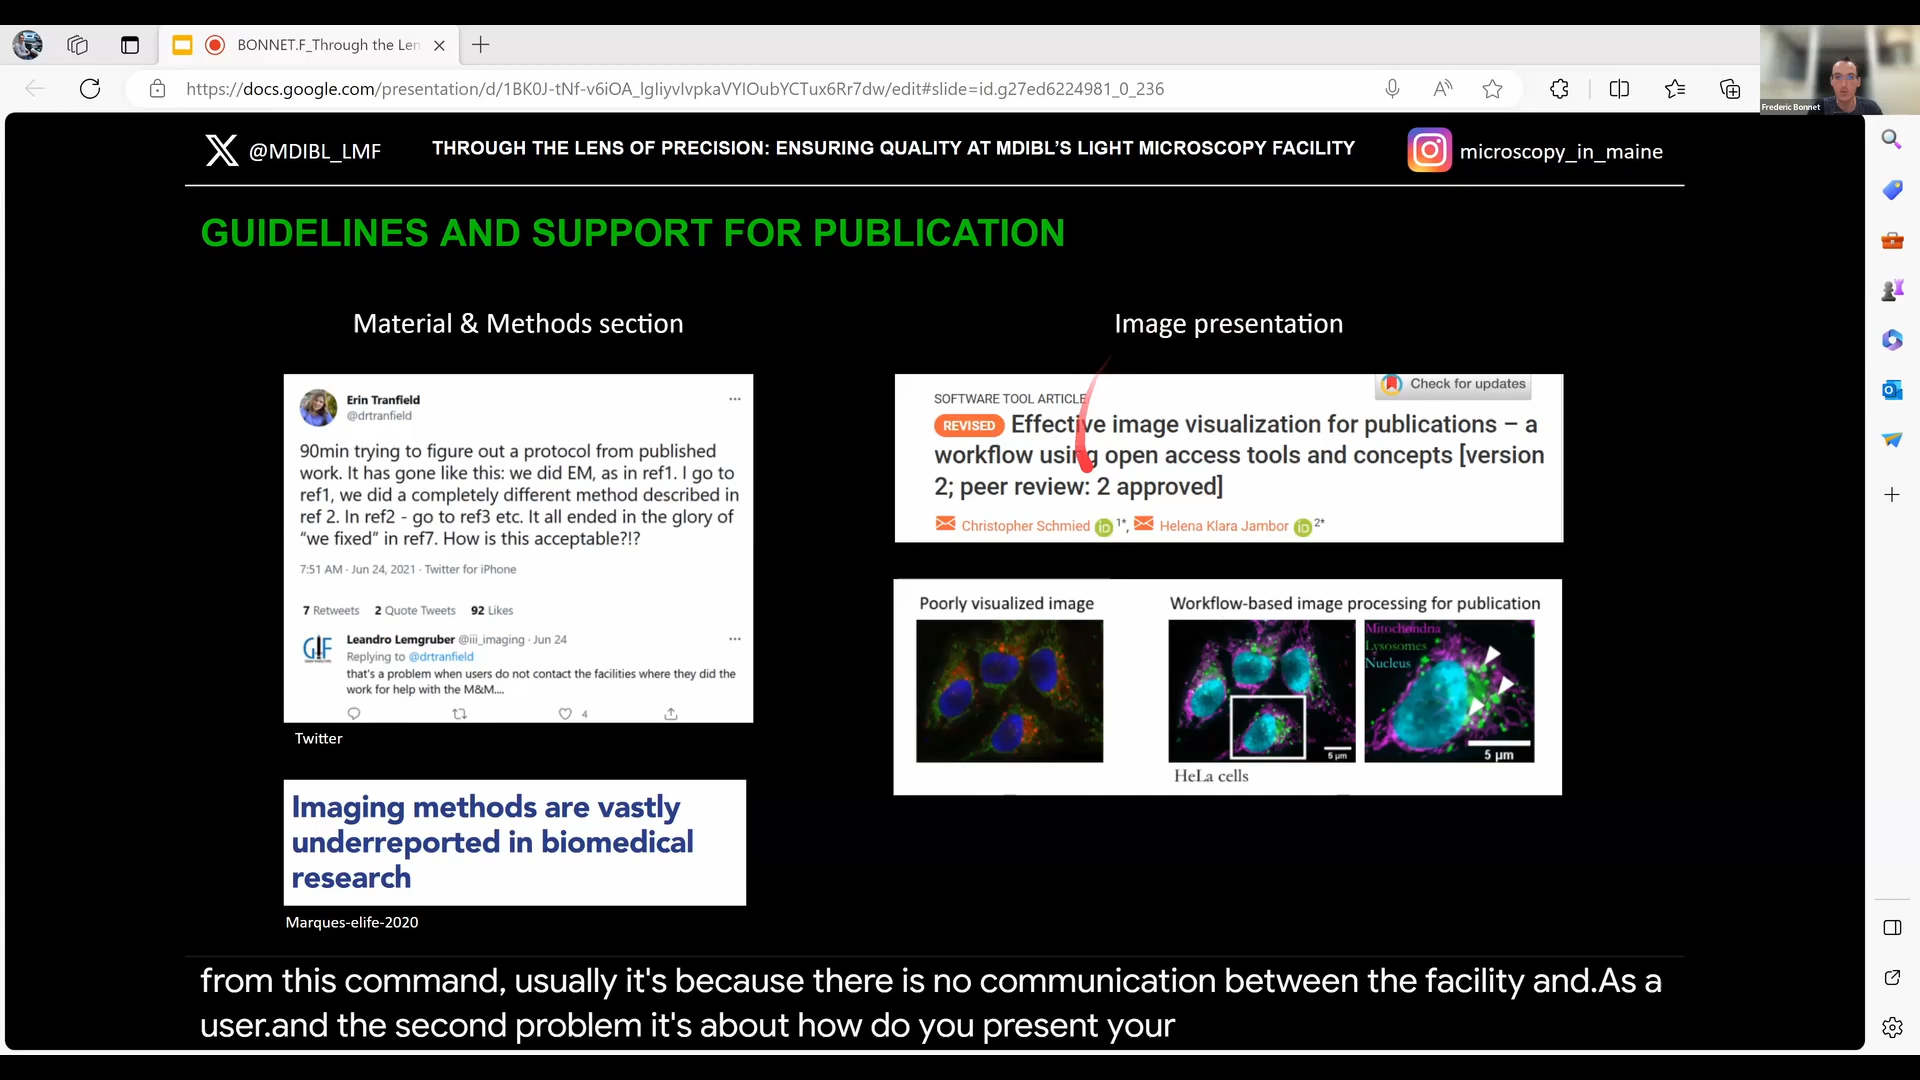 BONNET.F_Through the Len
https://docs.google.com/presentation/d/1BK0J-tNf-v6iOA_lgIiyvIvpkaVYIOubYCTux6Rr7dw/edit#slide=id.g27ed6224981_0_236
Frederic Bonnet
@MDIBL_LMF
THROUGH THE LENS OF PRECISION: ENSURING QUALITY AT MDIBL'S LIGHT MICROSCOPY FACILITY
microscopy_in_maine
GUIDELINES AND SUPPORT FOR PUBLICATION
Material & Methods section
Erin Tranfield
@drtranfield
90min trying to figure out a protocol from published
work. It has gone like this: we did EM, as in ref1. I go to
ref1, we did a completely different method described in
ref 2. In ref2 - go to ref3 etc. It all ended in the glory of
“we fixed” in ref7. How is this acceptable?!?
7:51 AM · Jun 24, 2021 · Twitter for iPhone
7 Retweets 2 Quote Tweets 92 Likes
GIF
Leandro Lemgruber @iii_imaging · Jun 24
Replying to @drtranfield
that's a problem when users do not contact the facilities where they did the
work for help with the M&M....
4
Twitter
Imaging methods are vastly
underreported in biomedical
research
Marques-elife-2020
Image presentation
Check for updates
SOFTWARE TOOL ARTICLE
REVISED Effective image visualization for publications – a
workflow using open access tools and concepts [version
2; peer review: 2 approved]
Christopher Schmied iD 1*, Helena Klara Jambor iD 2*
Poorly visualized image
Workflow-based image processing for publication
Mitochondria
Lysosomes
Nucleus
5 µm
5 µm
HeLa cells
from this command, usually it's because there is no communication between the facility and.As a
user.and the second problem it's about how do you present your